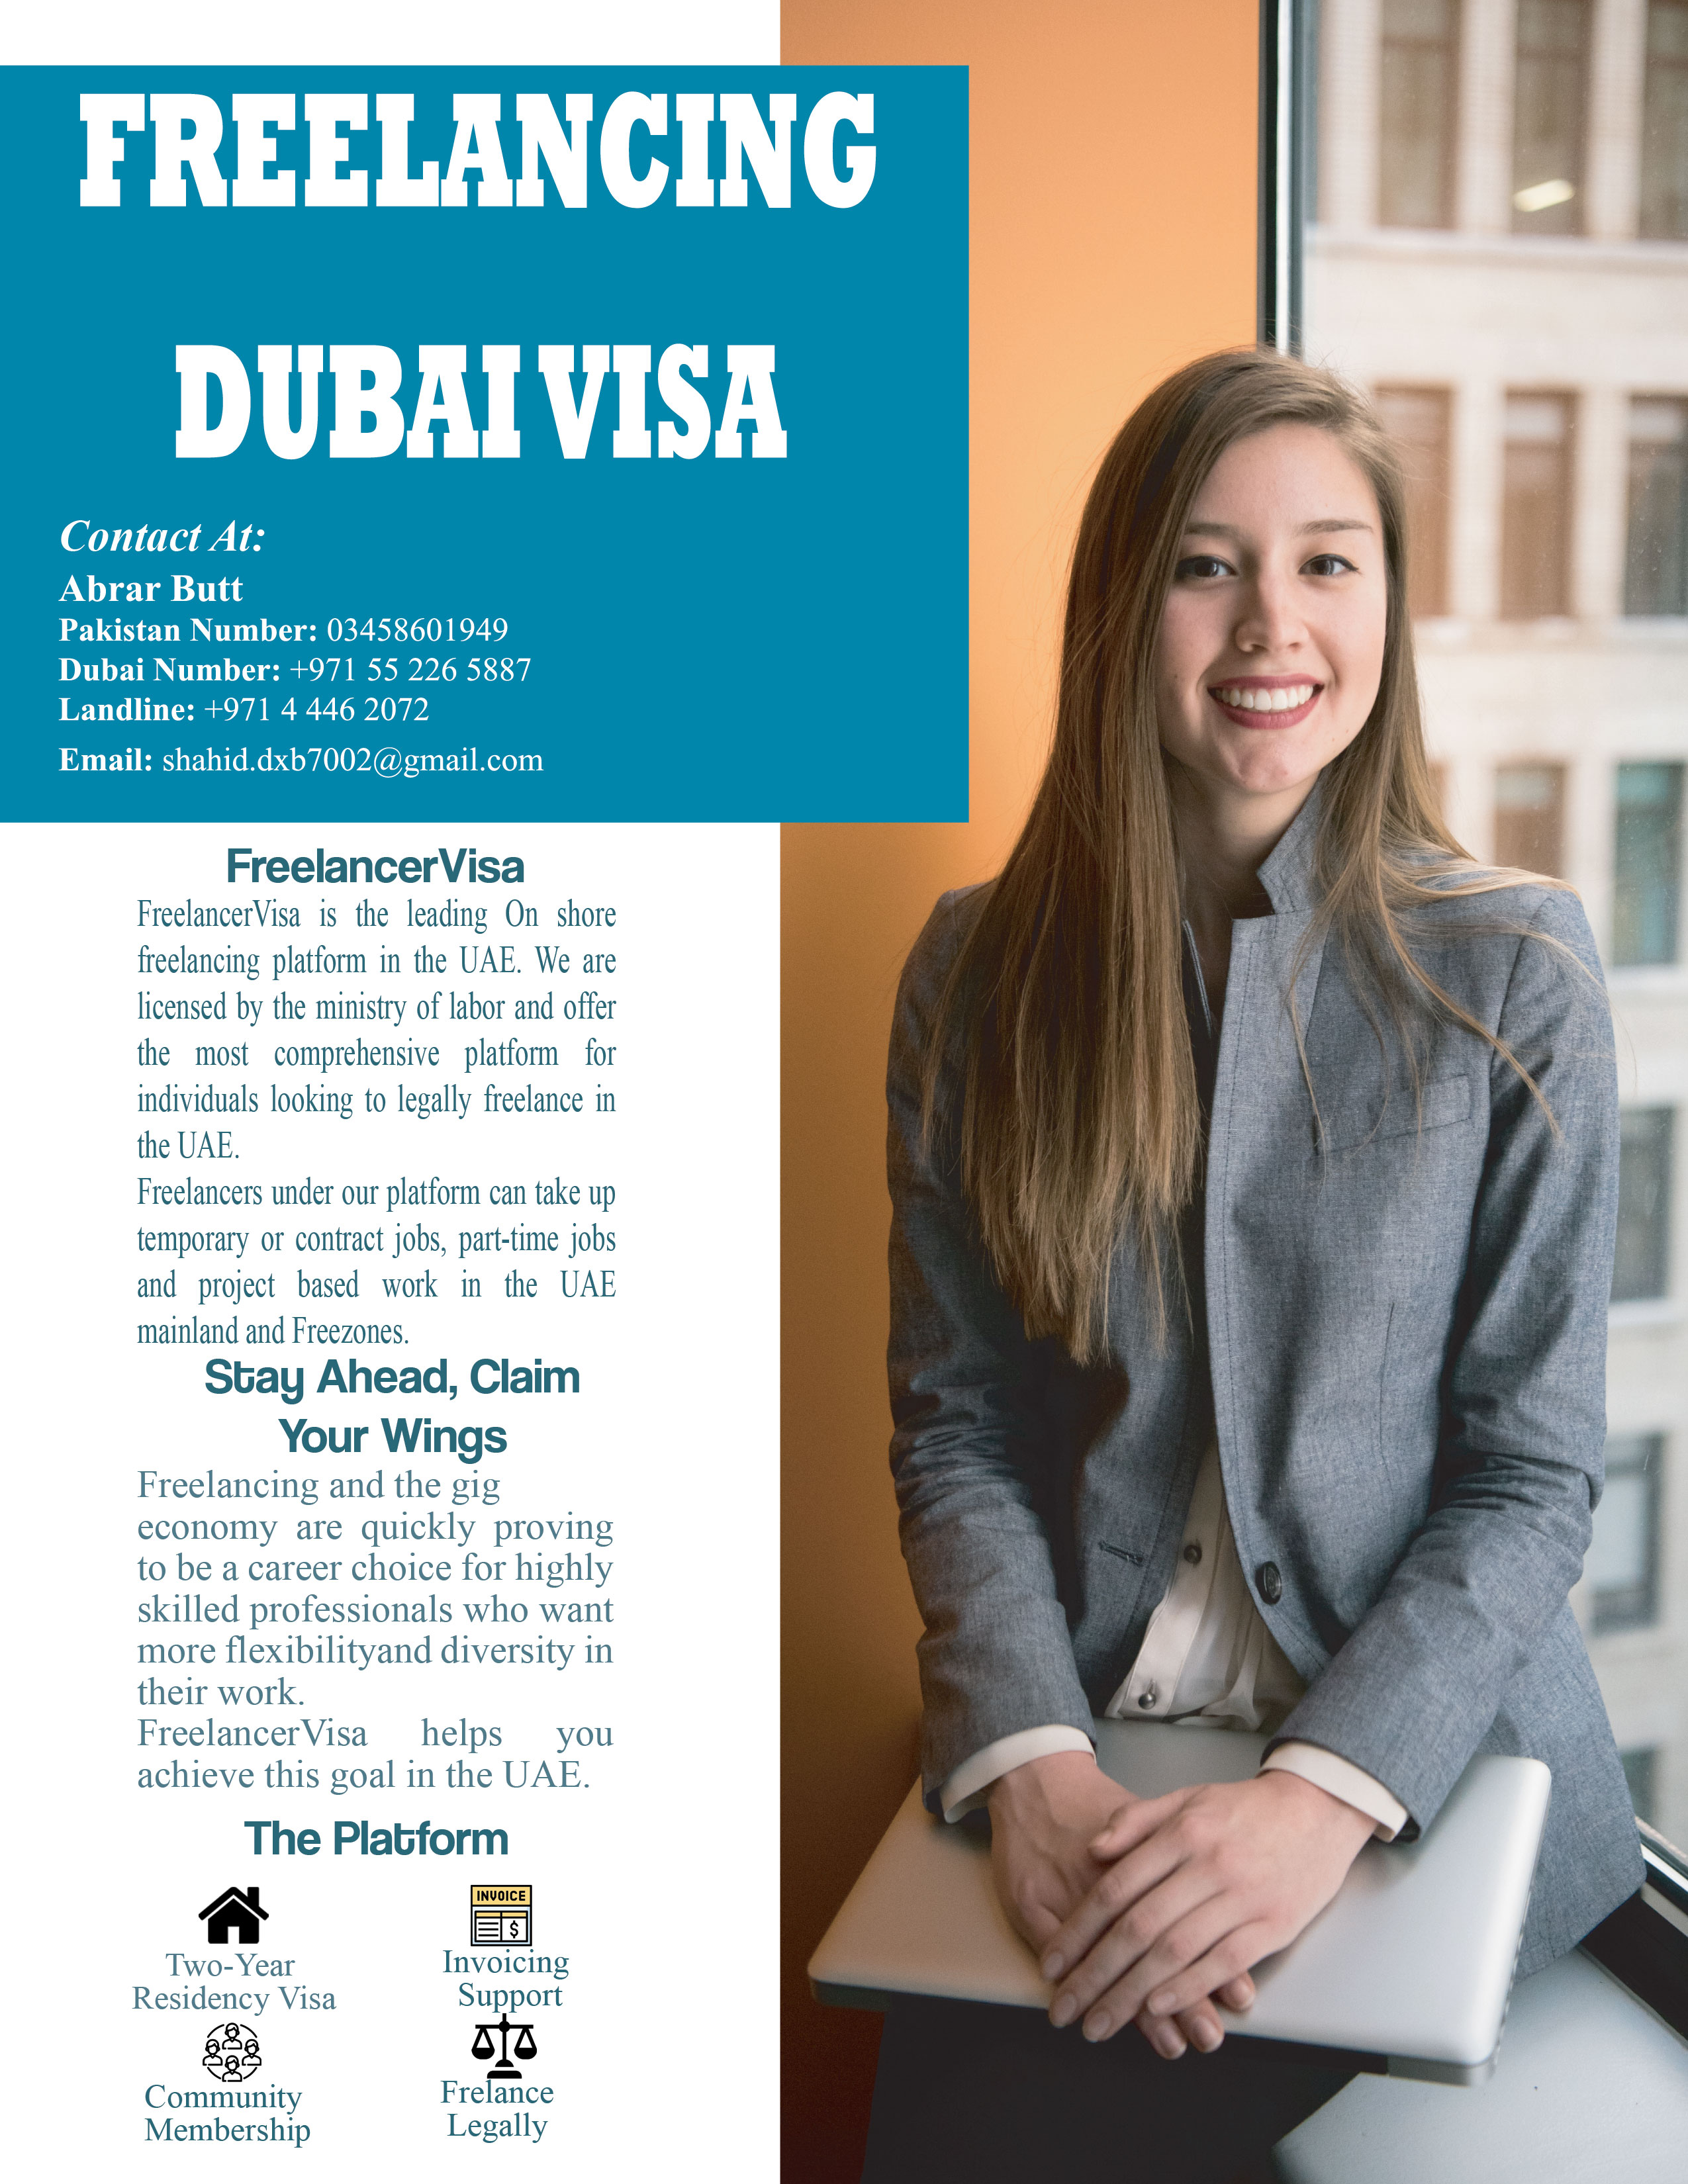 FREELANCING
DUBAI VISA
Contact At:
Abrar Butt
Pakistan Number: 03458601949
Dubai Number: +971 55 226 5887
Landline: +971 4 446 2072
Email: shahid.dxb7002@gmail.com
FreelancerVisa
FreelancerVisa is the leading On shore
freelancing platform in the UAE. We are
licensed by the ministry of labor and offer
the most comprehensive platform for
individuals looking to legally freelance in
the UAE.
Freelancers under our platform can take up
temporary or contract jobs, part-time jobs
and project based work in the UAE
mainland and Freezones.
Stay Ahead, Claim
Your Wings
Freelancing and the gig
economy are quickly proving
to be a career choice for highly
skilled professionals who want
more flexibilityand diversity in
their work.
FreelancerVisa helps you
achieve this goal in the UAE.
The Platform
INVOICE
$
Two-Year
Residency Visa
Invoicing
Support
Community
Membership
Frelance
Legally